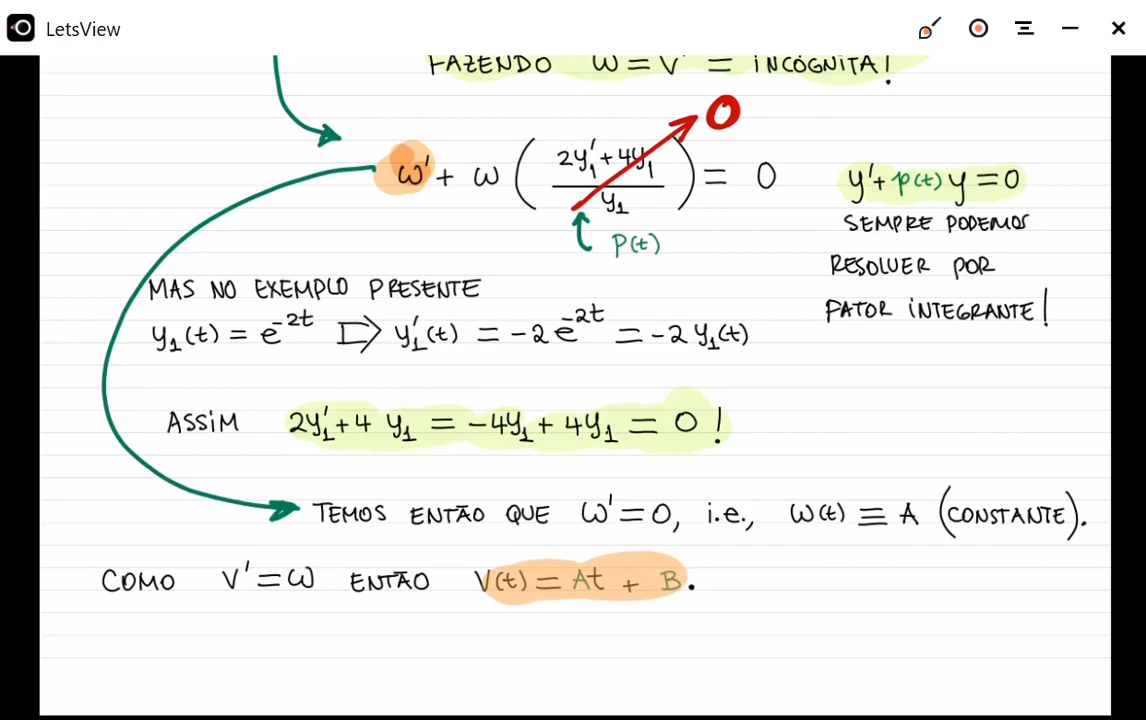 LetsView
FAZENDO ω = V' = INCÓGNITA!
0
ω' + ω ( (2y₁' + 4y₁) / y₁ ) = 0
P(t)
y' + p(t) y = 0
SEMPRE PODEMOS
RESOLVER POR
FATOR INTEGRANTE!
MAS NO EXEMPLO PRESENTE
y₁(t) = e^{-2t} ⇒ y₁'(t) = -2 e^{-2t} = -2 y₁(t)
ASSIM 2y₁' + 4 y₁ = -4y₁ + 4y₁ = 0 !
TEMOS ENTÃO QUE ω' = 0, i.e., ω(t) ≡ A (CONSTANTE).
COMO V' = ω ENTÃO V(t) = At + B.